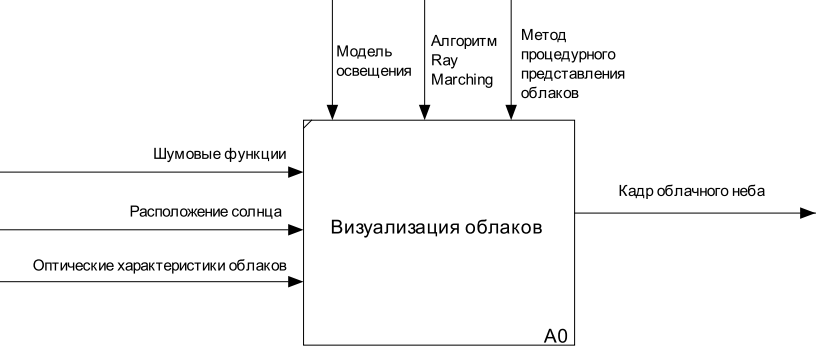 Модель
освещения
Алгоритм
Ray
Marching
Метод
процедурного
представления
облаков
Шумовые функции
Расположение солнца
Оптические характеристики облаков
Визуализация облаков
Кадр облачного неба
A0